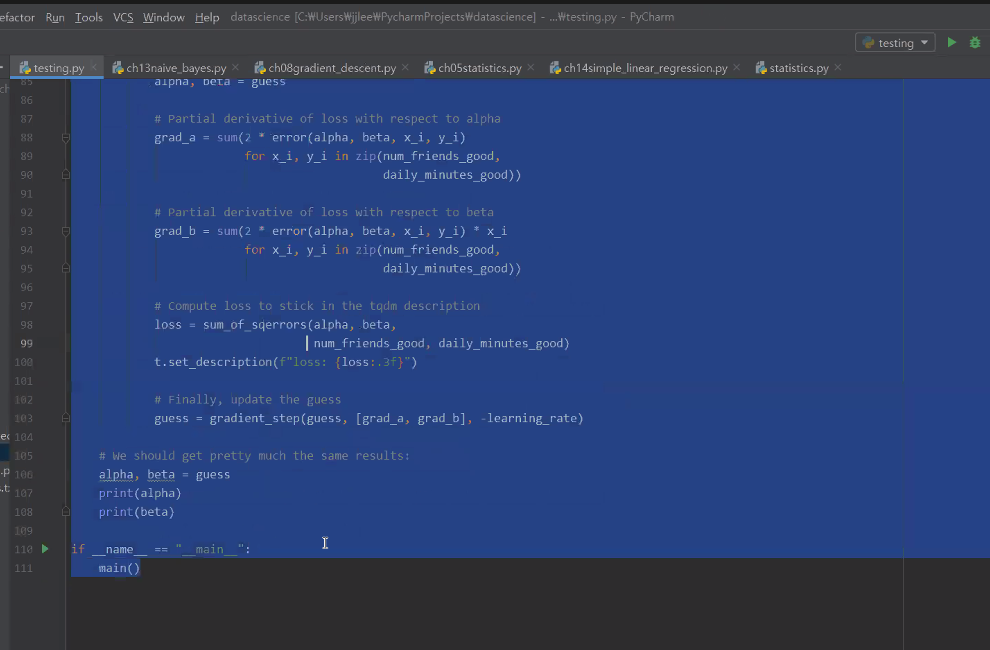 efactor Run Tools VCS Window Help datascience [C:₩Users₩jjlee₩PycharmProjects₩datascience] - ...₩testing.py - PyCharm
testing
testing.py ch13naive_bayes.py ch08gradient_descent.py ch05statistics.py ch14simple_linear_regression.py statistics.py
85 alpha, beta = guess
86
87 # Partial derivative of loss with respect to alpha
88 grad_a = sum(2 * error(alpha, beta, x_i, y_i)
89 for x_i, y_i in zip(num_friends_good,
90 daily_minutes_good))
91
92 # Partial derivative of loss with respect to beta
93 grad_b = sum(2 * error(alpha, beta, x_i, y_i) * x_i
94 for x_i, y_i in zip(num_friends_good,
95 daily_minutes_good))
96
97 # Compute loss to stick in the tqdm description
98 loss = sum_of_sqerrors(alpha, beta,
99 num_friends_good, daily_minutes_good)
100 t.set_description(f"loss: {loss:.3f}")
101
102 # Finally, update the guess
103 guess = gradient_step(guess, [grad_a, grad_b], -learning_rate)
104
105 # We should get pretty much the same results:
106 alpha, beta = guess
107 print(alpha)
108 print(beta)
109
110 if __name__ == "__main__":
111 main()